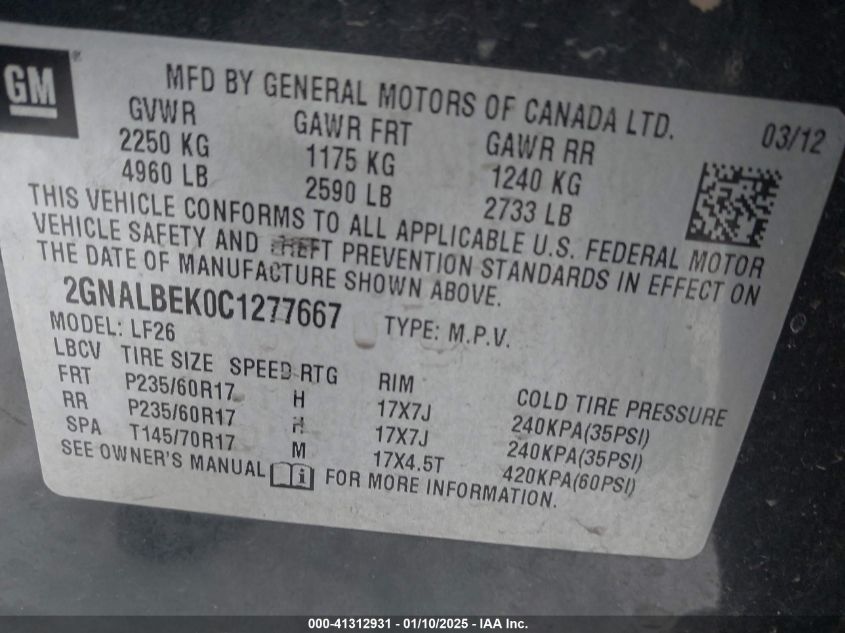 GM
MFD BY GENERAL MOTORS OF CANADA LTD.
03/12
GVWR GAWR FRT GAWR RR
2250 KG 1175 KG 1240 KG
4960 LB 2590 LB 2733 LB
THIS VEHICLE CONFORMS TO ALL APPLICABLE U.S. FEDERAL MOTOR
VEHICLE SAFETY AND THEFT PREVENTION STANDARDS IN EFFECT ON
THE DATE OF MANUFACTURE SHOWN ABOVE.
2GNALBEK0C1277667 TYPE: M.P.V.
MODEL: LF26
LBCV TIRE SIZE SPEED RTG RIM COLD TIRE PRESSURE
FRT P235/60R17 H 17X7J 240KPA(35PSI)
RR P235/60R17 H 17X7J 240KPA(35PSI)
SPA T145/70R17 M 17X4.5T 420KPA(60PSI)
SEE OWNER'S MANUAL i FOR MORE INFORMATION.
000-41312931 - 01/10/2025 - IAA Inc.